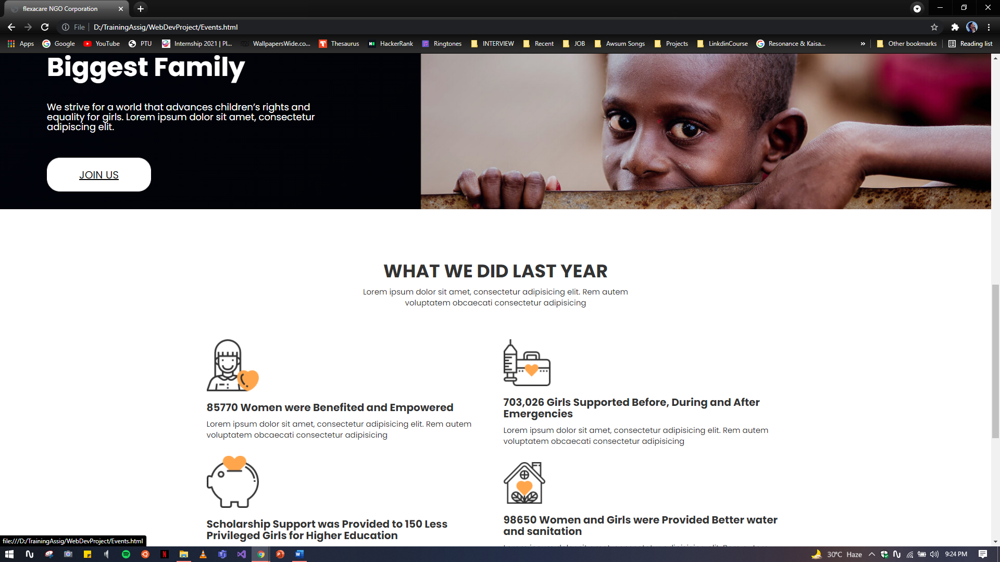 flexacare NGO Corporation
File
D:/TrainingAssig/WebDevProject/Events.html
Apps
Google
YouTube
PTU
Internship 2021 | Pl...
WallpapersWide.co...
Thesaurus
HackerRank
Ringtones
INTERVIEW
Recent
JOB
Awsum Songs
Projects
LinkdinCourse
Resonance & Kaisa...
»
Other bookmarks
Reading list
Biggest Family
We strive for a world that advances children's rights and
equality for girls. Lorem ipsum dolor sit amet, consectetur
adipiscing elit.
JOIN US
WHAT WE DID LAST YEAR
Lorem ipsum dolor sit amet, consectetur adipisicing elit. Rem autem
voluptatem obcaecati consectetur adipisicing
85770 Women were Benefited and Empowered
Lorem ipsum dolor sit amet, consectetur adipisicing elit. Rem autem
voluptatem obcaecati consectetur adipisicing
703,026 Girls Supported Before, During and After
Emergencies
Lorem ipsum dolor sit amet, consectetur adipisicing elit. Rem autem
voluptatem obcaecati consectetur adipisicing
Scholarship Support was Provided to 150 Less
Privileged Girls for Higher Education
98650 Women and Girls were Provided Better water
and sanitation
file:///D:/TrainingAssig/WebDevProject/Events.html
30°C Haze
9:24 PM